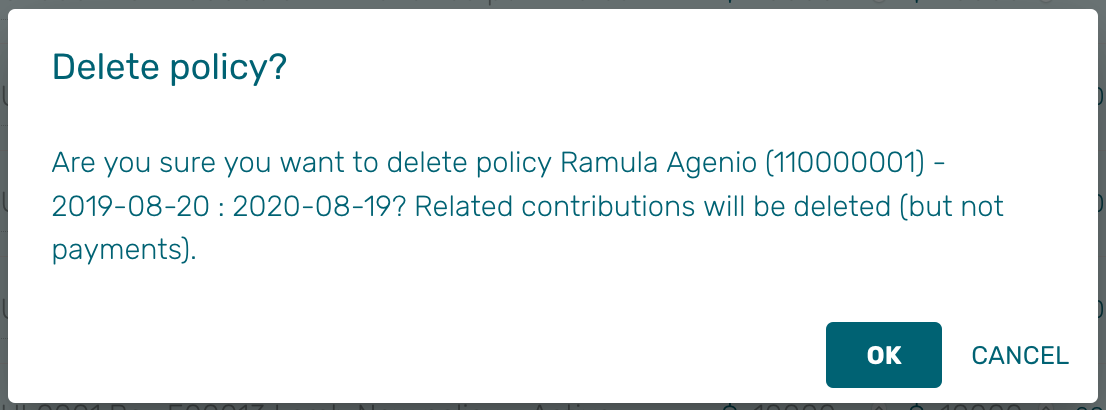 Delete policy?
Are you sure you want to delete policy Ramula Agenio (110000001) -
2019-08-20 : 2020-08-19? Related contributions will be deleted (but not
payments).
OK CANCEL